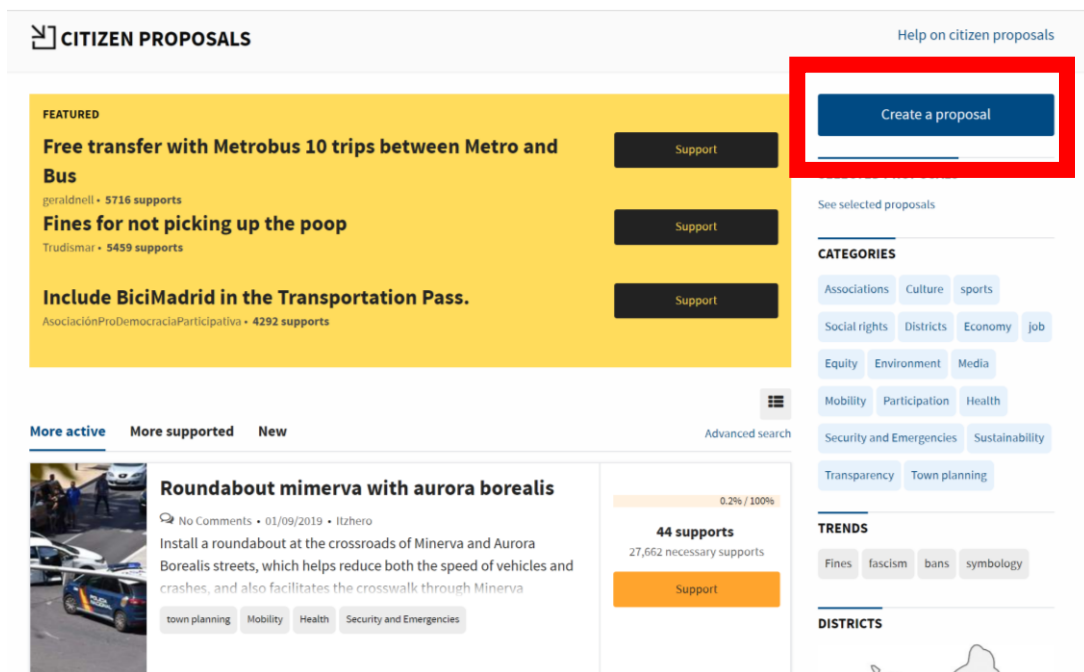 CITIZEN PROPOSALS
Help on citizen proposals
FEATURED
Free transfer with Metrobus 10 trips between Metro and
Bus
geraldnell • 5716 supports
Support
Fines for not picking up the poop
Trudismar • 5459 supports
Support
Include BiciMadrid in the Transportation Pass.
AsociaciónProDemocraciaParticipativa • 4292 supports
Support
More active More supported New
Advanced search
Roundabout mimerva with aurora borealis
No Comments • 01/09/2019 • Itzhero
Install a roundabout at the crossroads of Minerva and Aurora
Borealis streets, which helps reduce both the speed of vehicles and
crashes, and also facilitates the crosswalk through Minerva
town planning Mobility Health Security and Emergencies
0.2% / 100%
44 supports
27,662 necessary supports
Support
Create a proposal
See selected proposals
CATEGORIES
Associations Culture sports
Social rights Districts Economy job
Equity Environment Media
Mobility Participation Health
Security and Emergencies Sustainability
Transparency Town planning
TRENDS
Fines fascism bans symbology
DISTRICTS